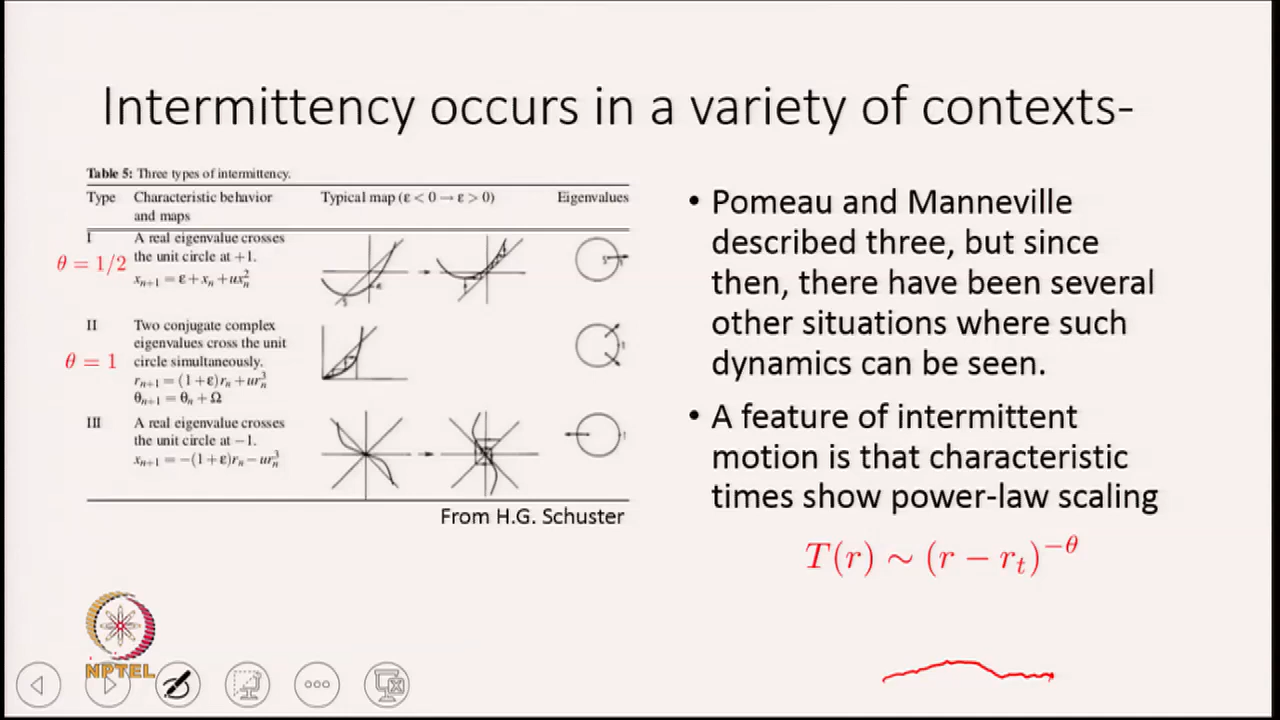 Intermittency occurs in a variety of contexts-
Table 5: Three types of intermittency.
Type Characteristic behavior and maps Typical map (ε < 0 → ε > 0) Eigenvalues
I A real eigenvalue crosses
θ = 1/2 the unit circle at +1.
xₙ₊₁ = ε + xₙ + uxₙ²
II Two conjugate complex
θ = 1 eigenvalues cross the unit
circle simultaneously.
rₙ₊₁ = (1+ε)rₙ + urₙ³
θₙ₊₁ = θₙ + Ω
III A real eigenvalue crosses
the unit circle at −1.
xₙ₊₁ = −(1+ε)rₙ − urₙ³
From H.G. Schuster
• Pomeau and Manneville
described three, but since
then, there have been several
other situations where such
dynamics can be seen.
• A feature of intermittent
motion is that characteristic
times show power-law scaling
T(r) ∼ (r − rₜ)^−θ
NPTEL